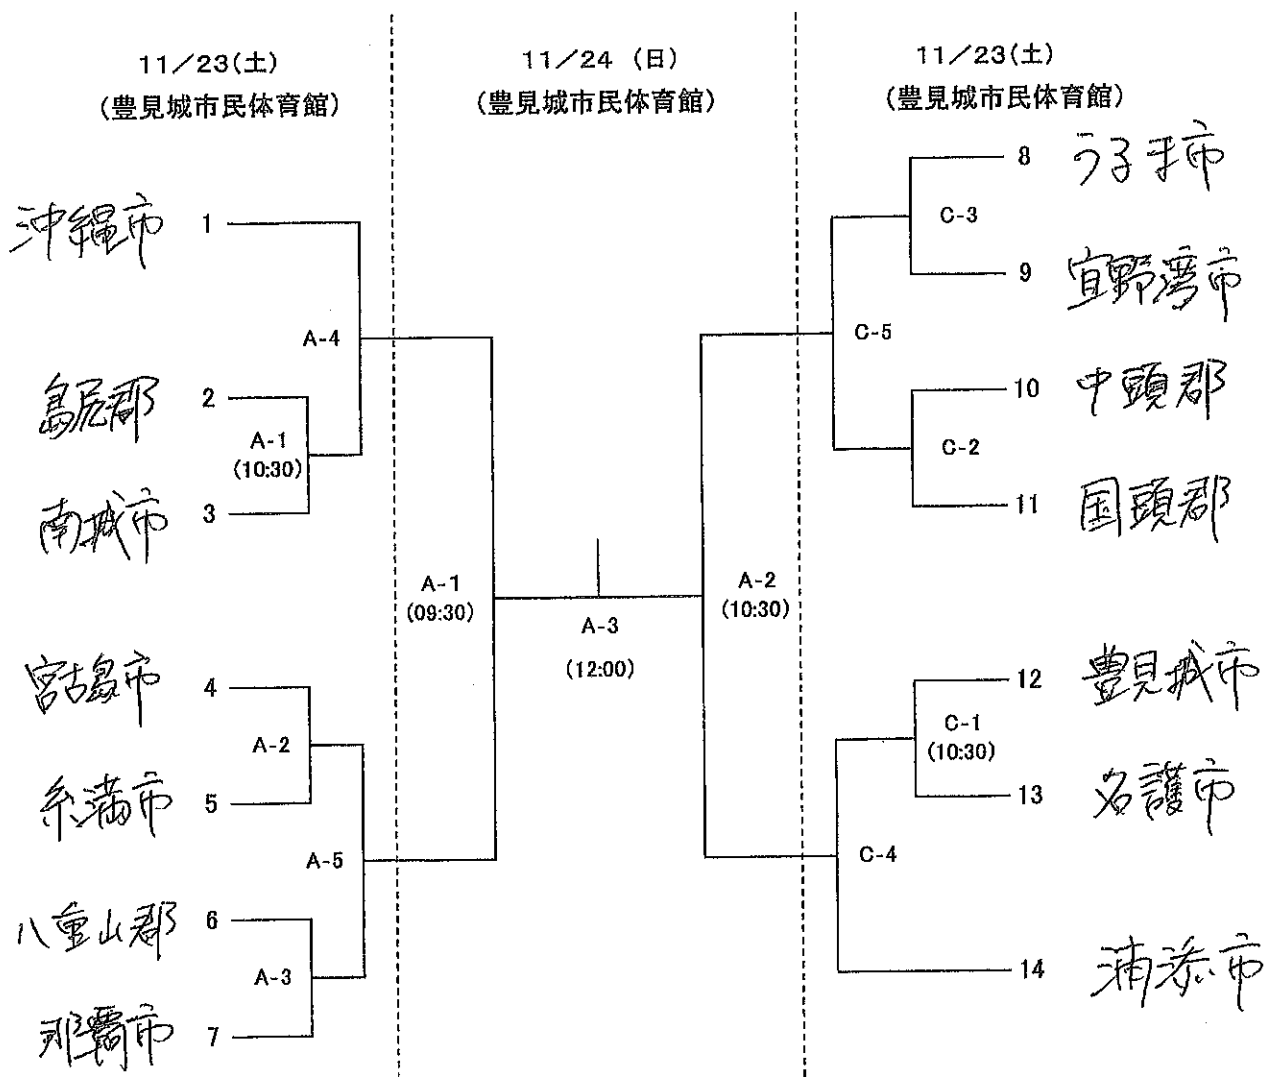 11／23(土)
(豊見城市民体育館)
沖縄市 1
A-4
島尻郡 2
A-1
(10:30)
南城市 3
宮古島市 4
A-2
糸満市 5
A-5
八重山郡 6
A-3
那覇市 7
11／24 (日)
(豊見城市民体育館)
A-1
(09:30)
A-3
(12:00)
A-2
(10:30)
11／23(土)
(豊見城市民体育館)
8 うるま市
C-3
9 宜野湾市
C-5
10 中頭郡
C-2
11 国頭郡
12 豊見城市
C-1
(10:30)
13 名護市
C-4
14 浦添市